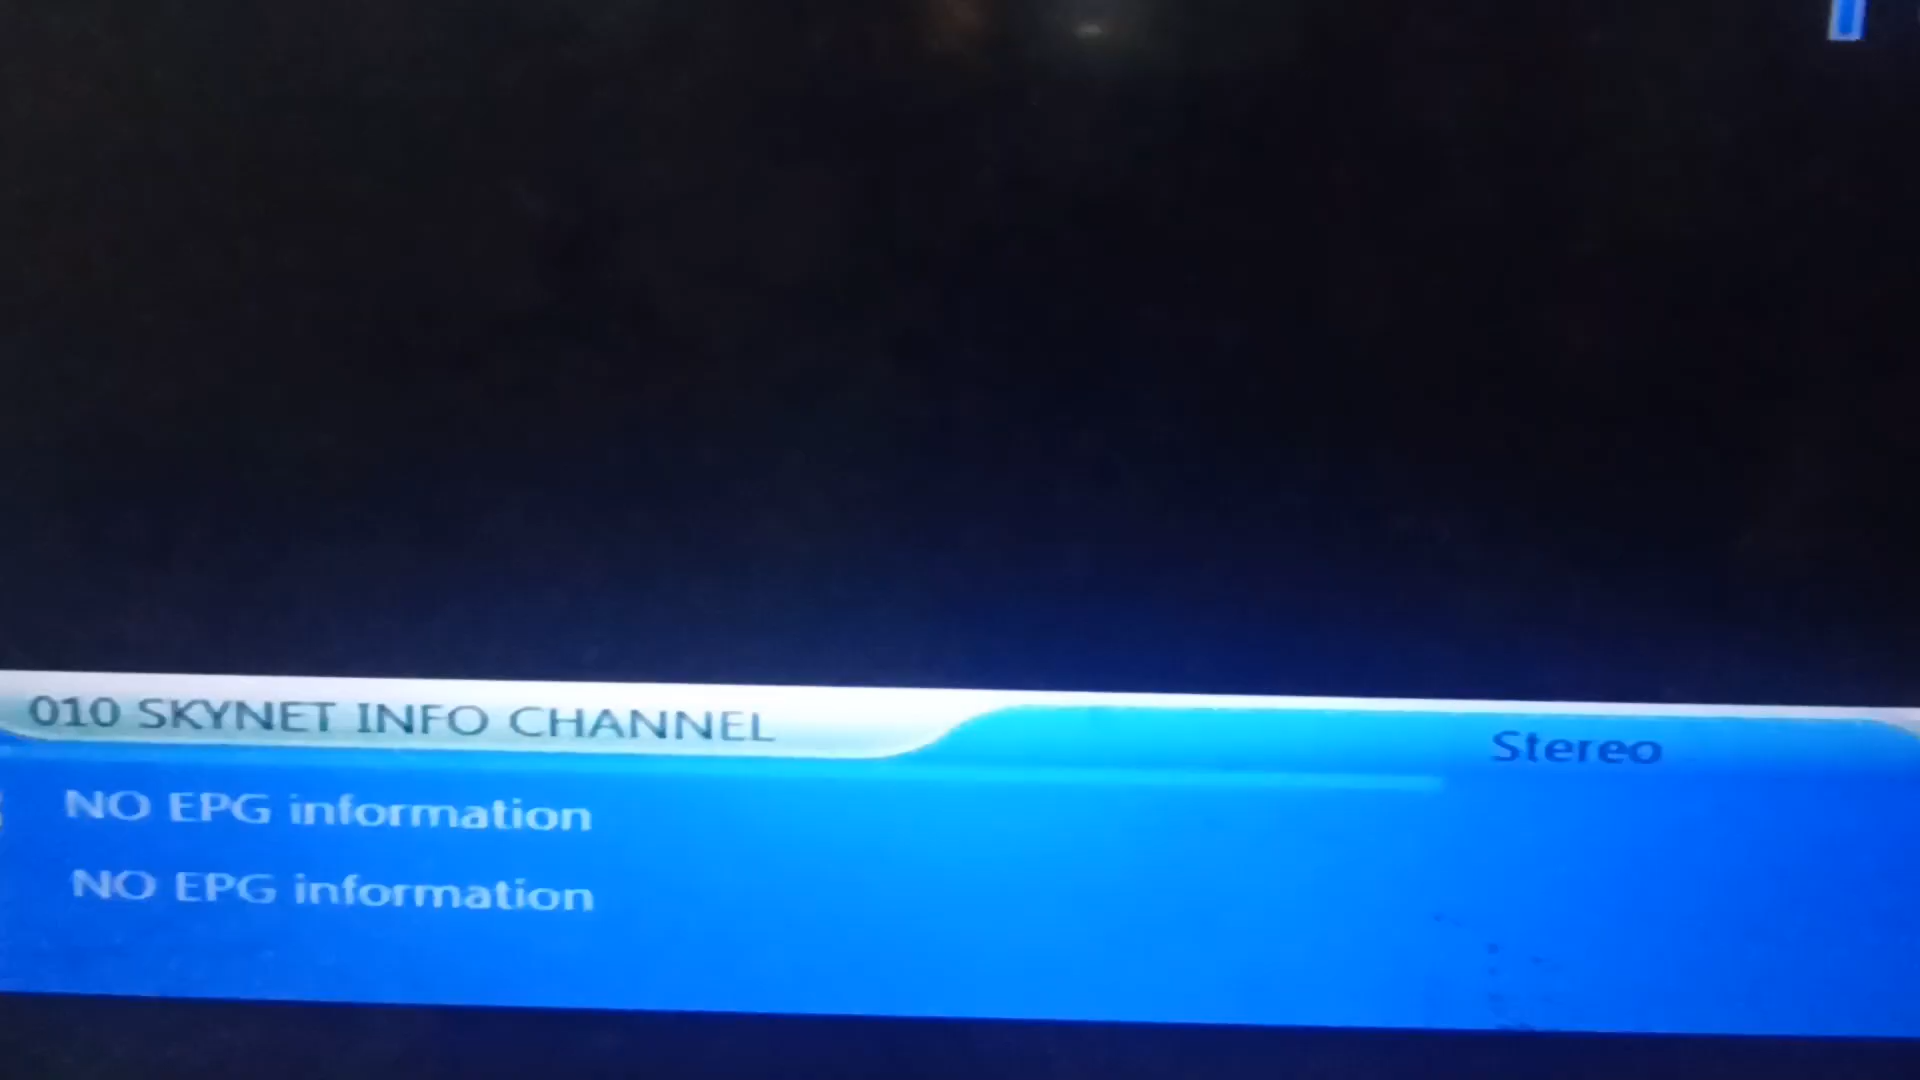 010 SKYNET INFO CHANNEL
Stereo
NO EPG information
NO EPG information